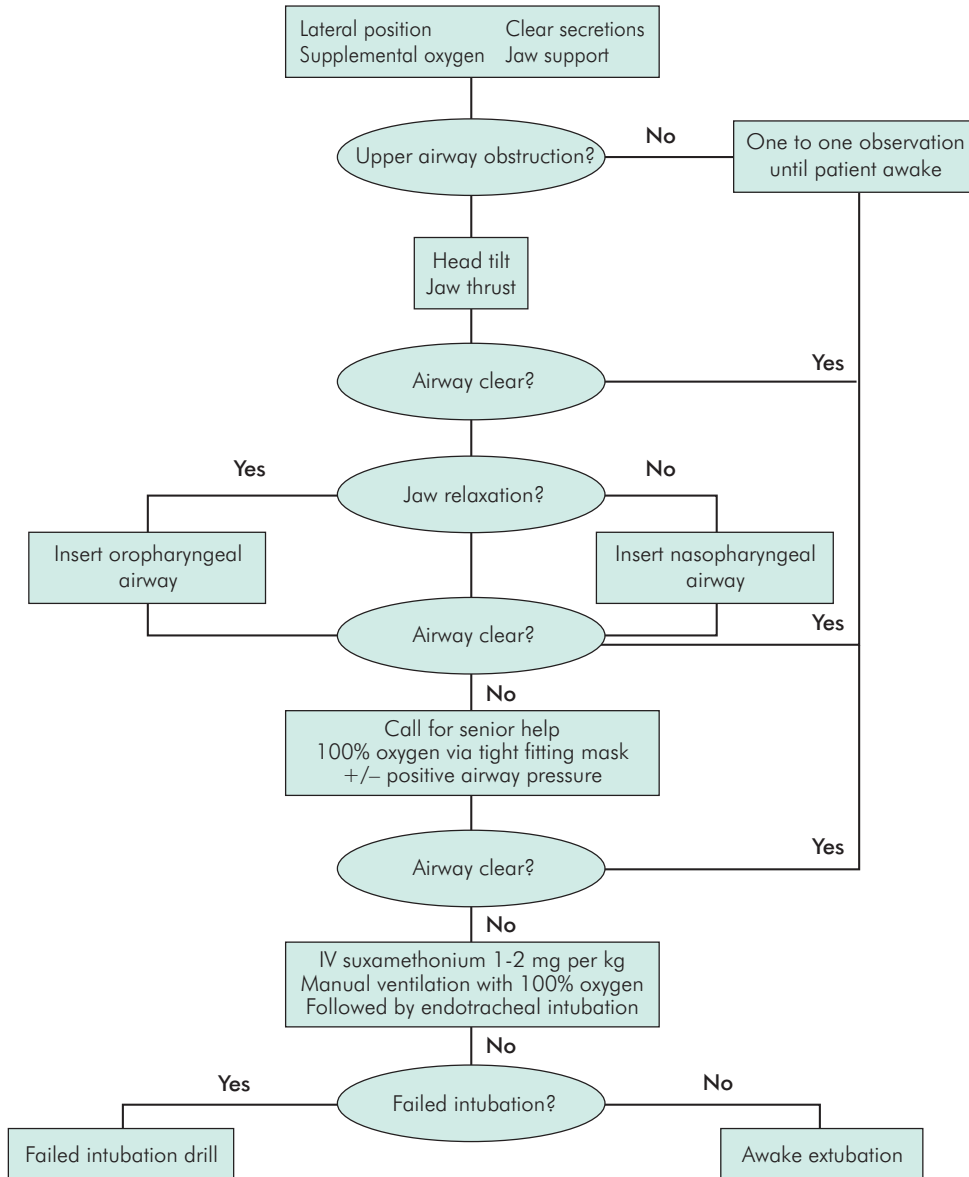 Lateral position Clear secretions
Supplemental oxygen Jaw support
Upper airway obstruction?
No
One to one observation
until patient awake
Head tilt
Jaw thrust
Airway clear?
Yes
Yes
Jaw relaxation?
No
Insert oropharyngeal
airway
Insert nasopharyngeal
airway
Airway clear?
Yes
No
Call for senior help
100% oxygen via tight fitting mask
+/– positive airway pressure
Airway clear?
Yes
No
IV suxamethonium 1-2 mg per kg
Manual ventilation with 100% oxygen
Followed by endotracheal intubation
No
Yes
Failed intubation?
No
Failed intubation drill
Awake extubation